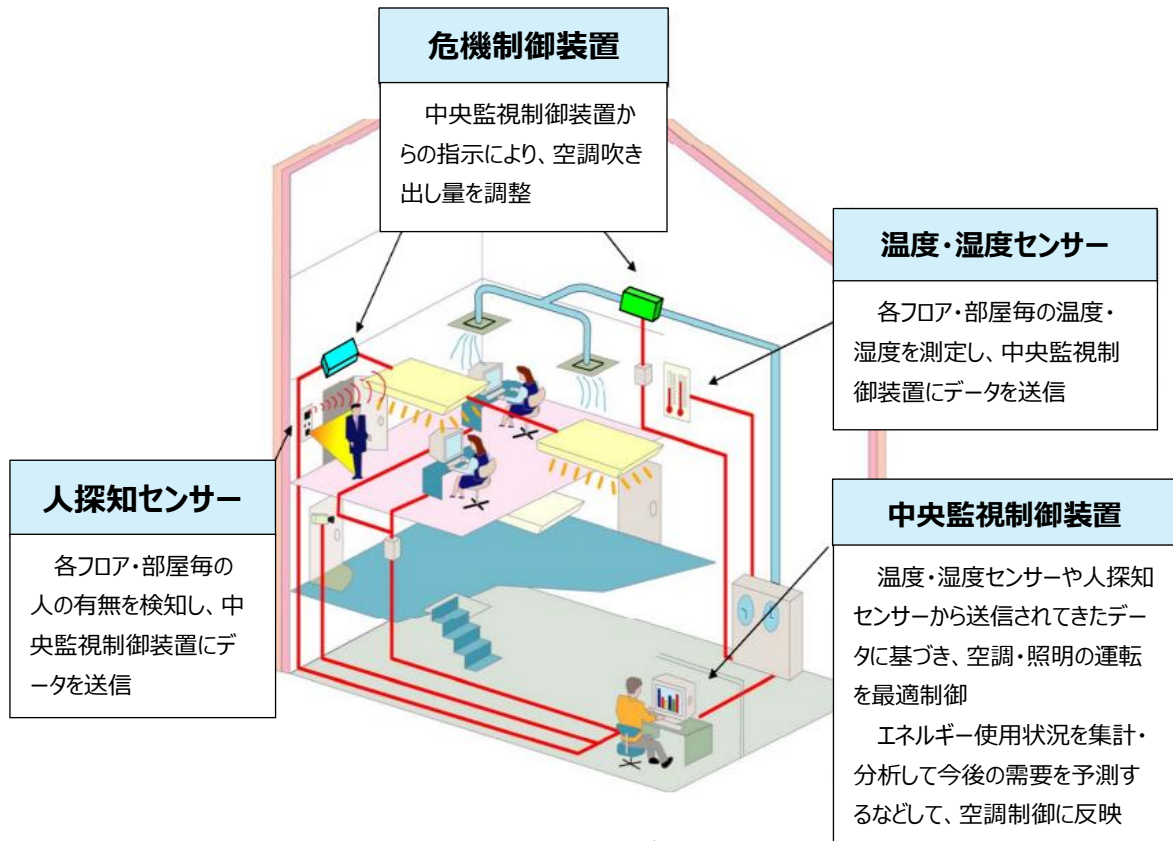 危機制御装置
中央監視制御装置か
らの指示により、空調吹き
出し量を調整
温度・湿度センサー
各フロア・部屋毎の温度・
湿度を測定し、中央監視制
御装置にデータを送信
人探知センサー
各フロア・部屋毎の
人の有無を検知し、中
央監視制御装置にデ
ータを送信
中央監視制御装置
温度・湿度センサーや人探知
センサーから送信されてきたデー
タに基づき、空調・照明の運転
を最適制御
エネルギー使用状況を集計・
分析して今後の需要を予測す
るなどして、空調制御に反映